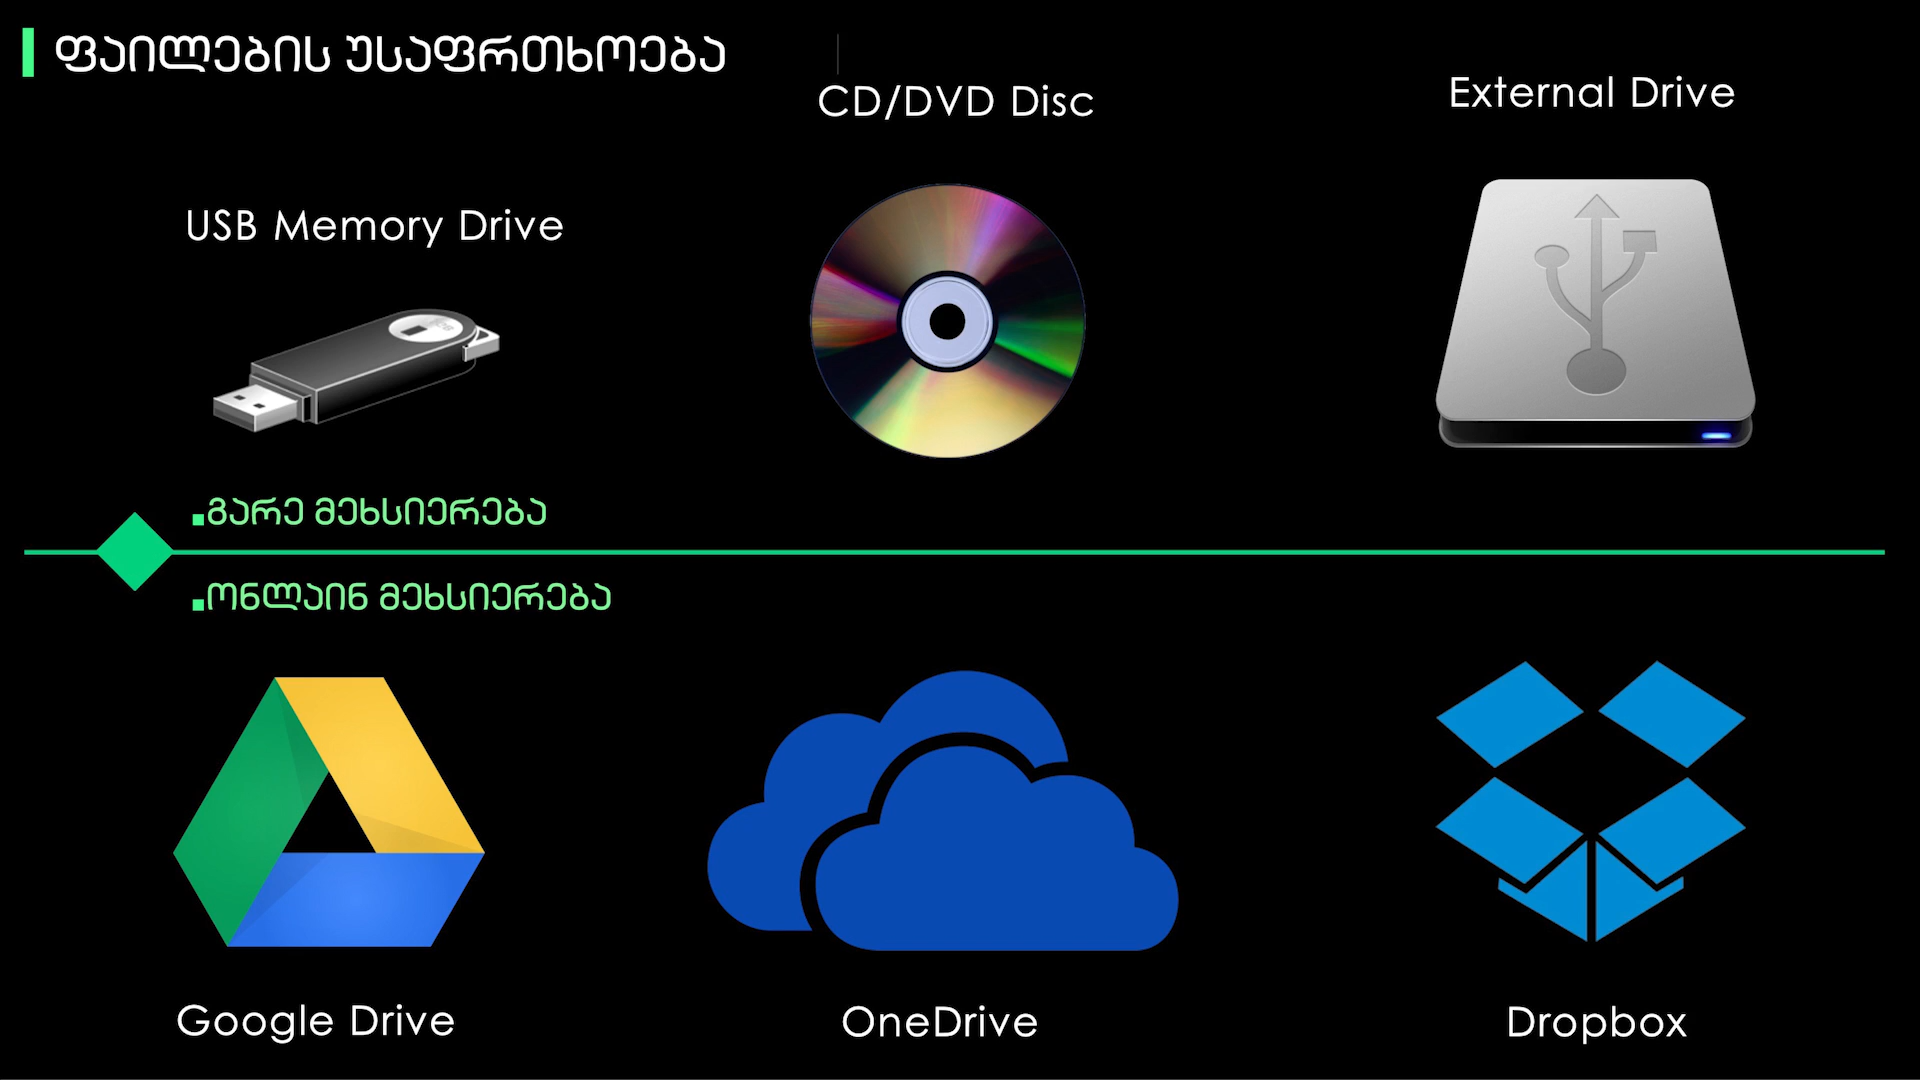 ფაილების უსაფრთხოება
CD/DVD Disc
External Drive
USB Memory Drive
გარე მეხსიერება
ონლაინ მეხსიერება
Google Drive
OneDrive
Dropbox